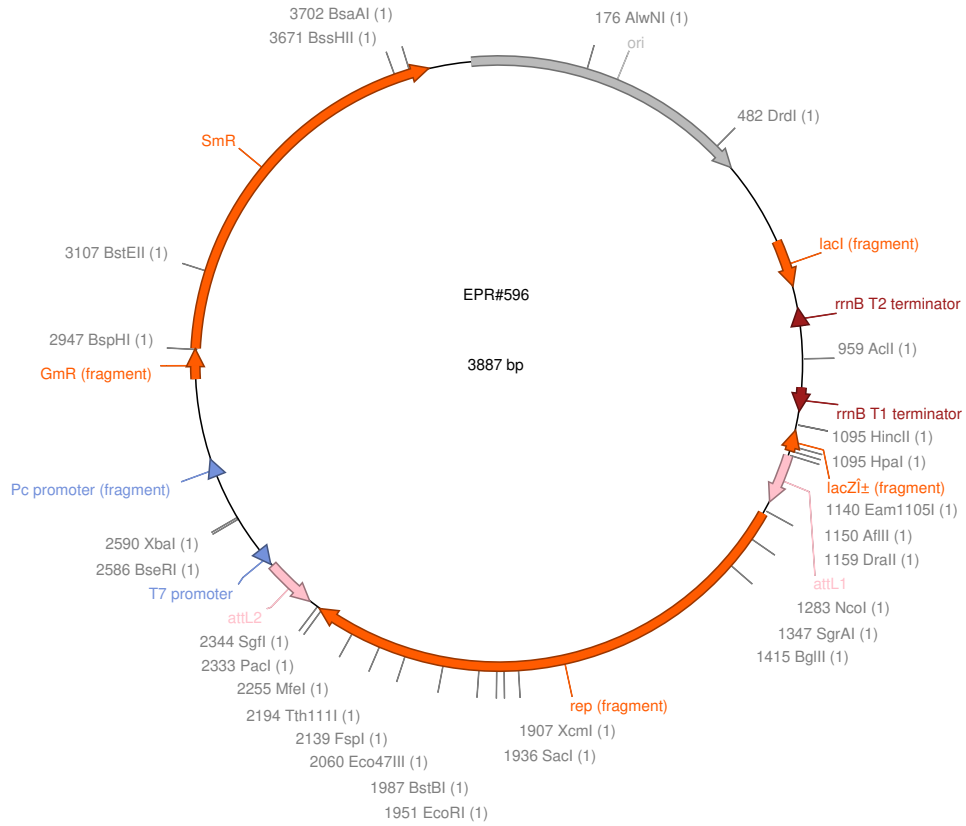 3702 BsaAI (1)
3671 BssHII (1)
176 AlwNI (1)
ori
482 DrdI (1)
SmR
lacI (fragment)
3107 BstEII (1)
EPR#596
rrnB T2 terminator
2947 BspHI (1)
959 AclI (1)
3887 bp
GmR (fragment)
rrnB T1 terminator
1095 HincII (1)
1095 HpaI (1)
Pc promoter (fragment)
lacZÎ± (fragment)
1140 Eam1105I (1)
1150 AflII (1)
2590 XbaI (1)
1159 DraII (1)
2586 BseRI (1)
attL1
T7 promoter
1283 NcoI (1)
attL2
1347 SgrAI (1)
2344 SgfI (1)
1415 BglII (1)
2333 PacI (1)
2255 MfeI (1)
rep (fragment)
2194 Tth111I (1)
1907 XcmI (1)
2139 FspI (1)
1936 SacI (1)
2060 Eco47III (1)
1987 BstBI (1)
1951 EcoRI (1)